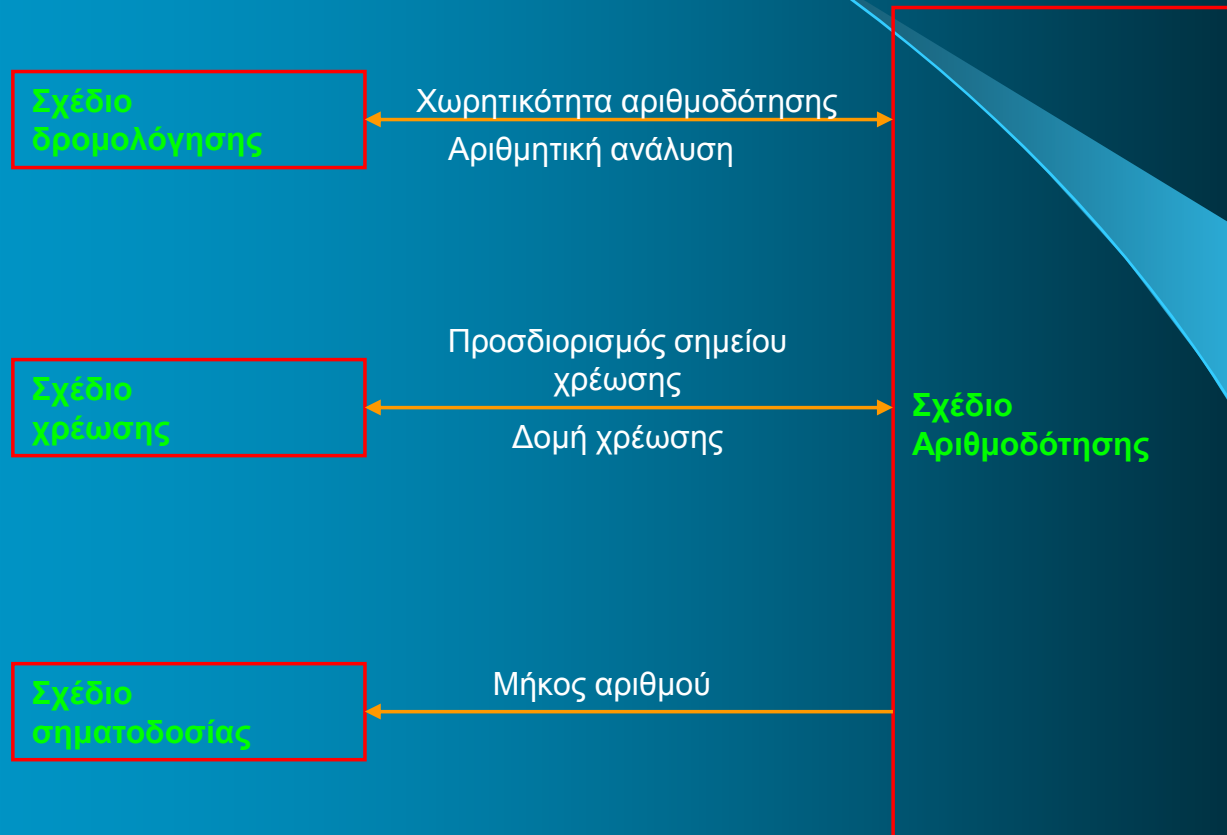 Σχέδιο
δρομολόγησης
Χωρητικότητα αριθμοδότησης
Αριθμητική ανάλυση
Σχέδιο
χρέωσης
Προσδιορισμός σημείου
χρέωσης
Δομή χρέωσης
Σχέδιο
Αριθμοδότησης
Σχέδιο
σηματοδοσίας
Μήκος αριθμού